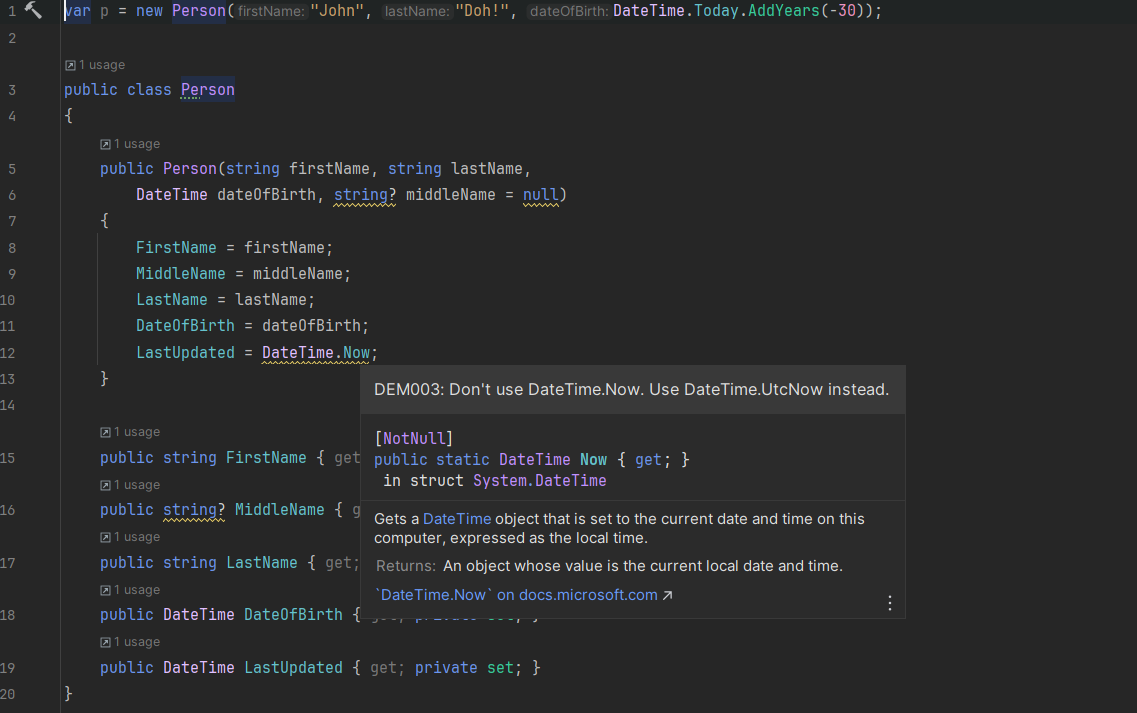 1 var p = new Person(firstName: "John", lastName: "Doh!", dateOfBirth: DateTime.Today.AddYears(-30));
2
1 usage
3 public class Person
4 {
1 usage
5 public Person(string firstName, string lastName,
6 DateTime dateOfBirth, string? middleName = null)
7 {
8 FirstName = firstName;
9 MiddleName = middleName;
10 LastName = lastName;
11 DateOfBirth = dateOfBirth;
12 LastUpdated = DateTime.Now;
13 }
14
1 usage
15 public string FirstName { get
1 usage
16 public string? MiddleName { g
1 usage
17 public string LastName { get;
1 usage
18 public DateTime DateOfBirth {
1 usage
19 public DateTime LastUpdated { get; private set; }
20 }
DEM003: Don't use DateTime.Now. Use DateTime.UtcNow instead.
[NotNull]
public static DateTime Now { get; }
in struct System.DateTime
Gets a DateTime object that is set to the current date and time on this
computer, expressed as the local time.
Returns: An object whose value is the current local date and time.
`DateTime.Now` on docs.microsoft.com